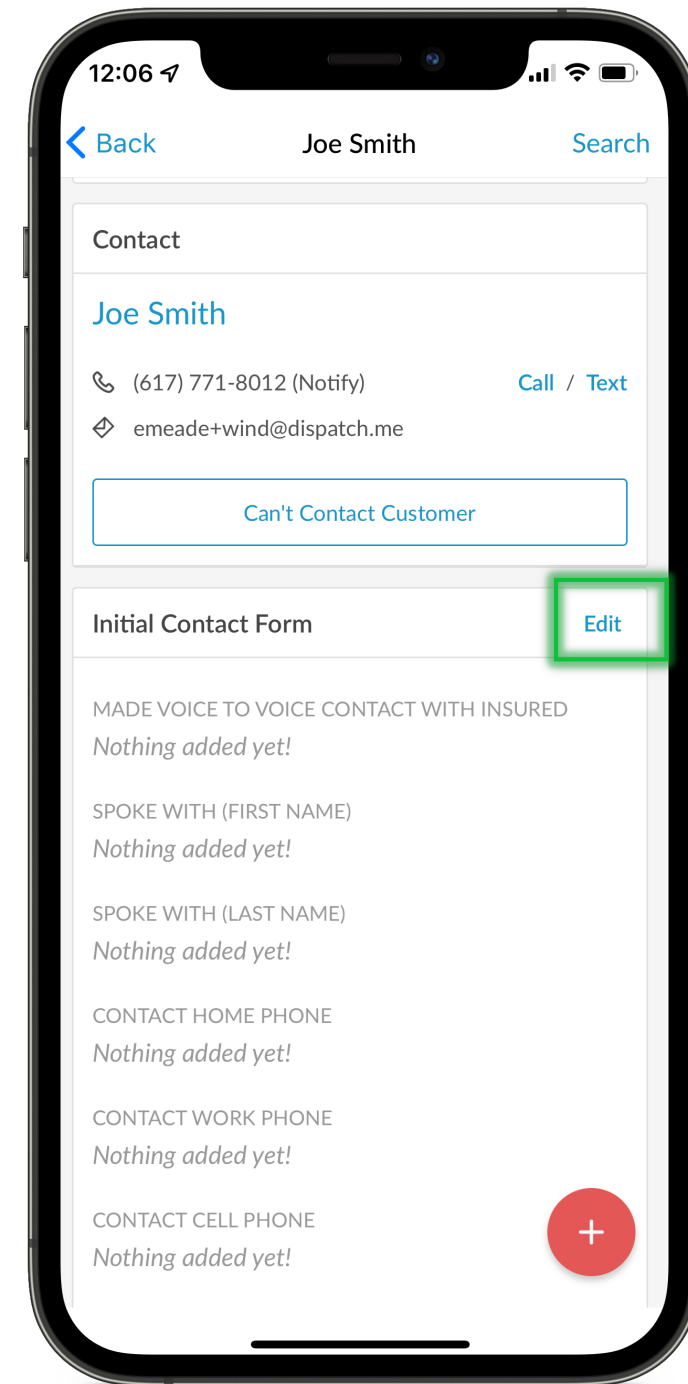 12:06
Back Joe Smith Search
Contact
Joe Smith
(617) 771-8012 (Notify) Call / Text
emeade+wind@dispatch.me
Can't Contact Customer
Initial Contact Form Edit
MADE VOICE TO VOICE CONTACT WITH INSURED
Nothing added yet!
SPOKE WITH (FIRST NAME)
Nothing added yet!
SPOKE WITH (LAST NAME)
Nothing added yet!
CONTACT HOME PHONE
Nothing added yet!
CONTACT WORK PHONE
Nothing added yet!
CONTACT CELL PHONE
Nothing added yet!
+